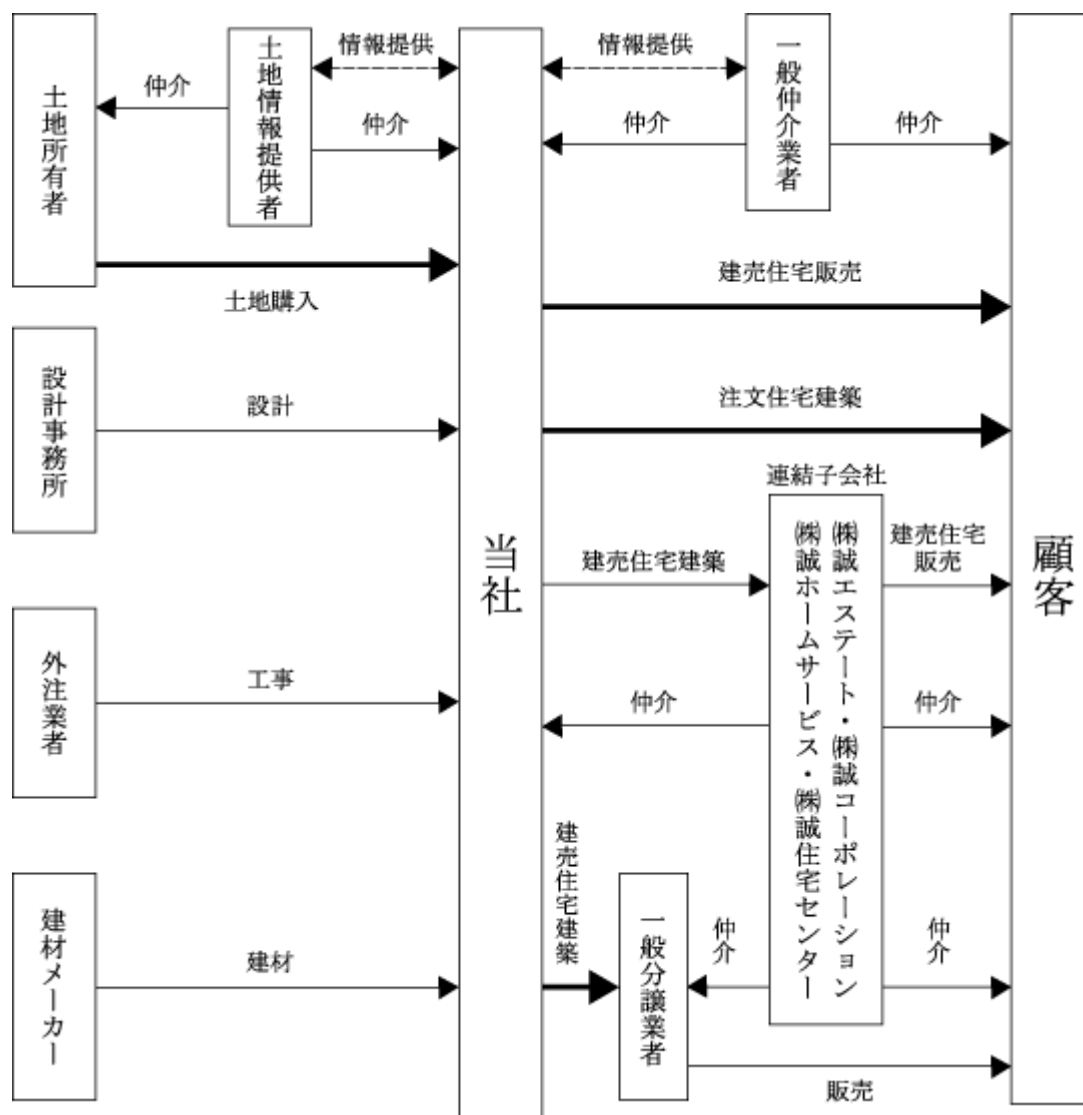 土地所有者
仲介
土地情報提供者
情報提供
仲介
土地購入
設計事務所
設計
外注業者
工事
建材メーカー
建材
当社
情報提供
一般仲介業者
仲介
仲介
建売住宅販売
注文住宅建築
連結子会社
㈱誠エステート・㈱誠コーポレーション
㈱誠ホームサービス・㈱誠住宅センター
建売住宅建築
建売住宅
販売
仲介
仲介
建売住宅建築
一般分譲業者
仲介
仲介
販売
顧客